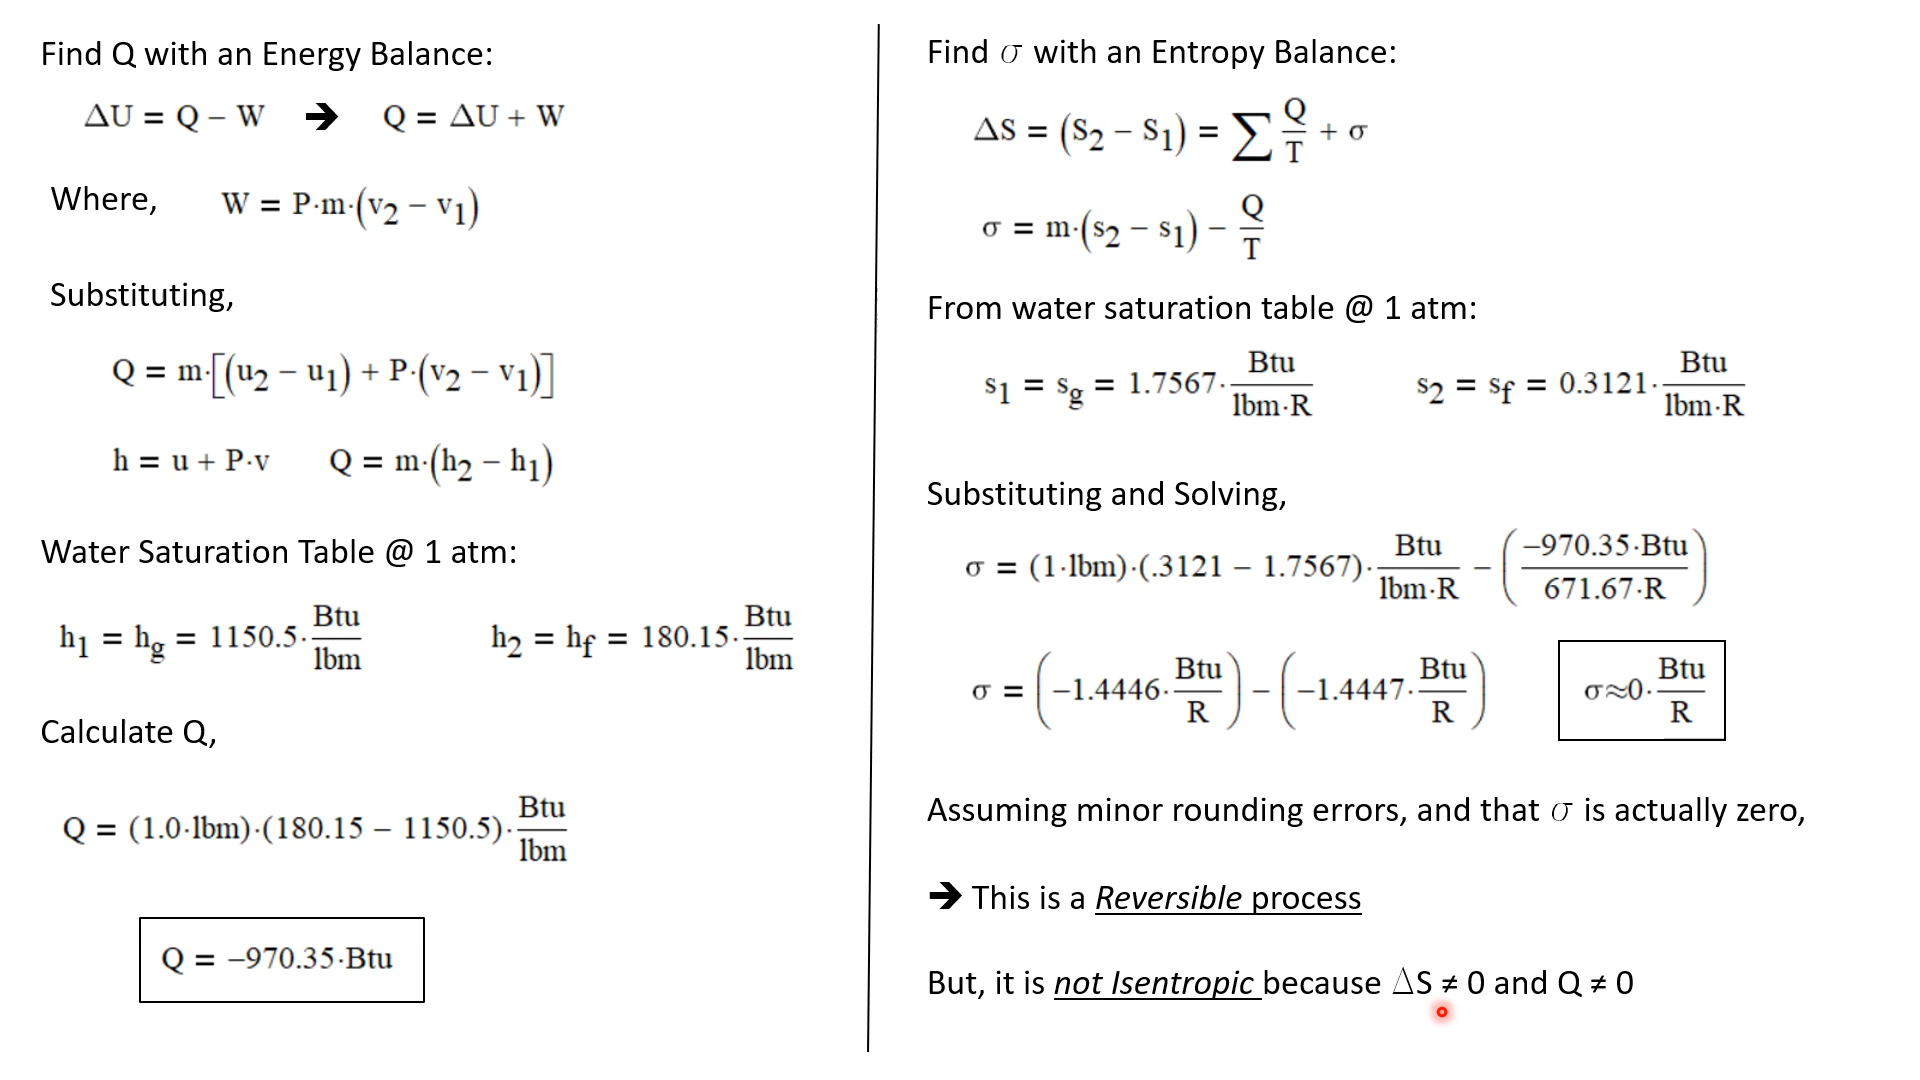 Find Q with an Energy Balance:
ΔU = Q − W ➔ Q = ΔU + W
Where, W = P·m·(v₂ − v₁)
Substituting,
Q = m·[(u₂ − u₁) + P·(v₂ − v₁)]
h = u + P·v Q = m·(h₂ − h₁)
Water Saturation Table @ 1 atm:
h₁ = h_g = 1150.5·Btu/lbm h₂ = h_f = 180.15·Btu/lbm
Calculate Q,
Q = (1.0·lbm)·(180.15 − 1150.5)·Btu/lbm
Q = −970.35·Btu
Find σ with an Entropy Balance:
ΔS = (S₂ − S₁) = ∑ Q/T + σ
σ = m·(s₂ − s₁) − Q/T
From water saturation table @ 1 atm:
s₁ = s_g = 1.7567·Btu/lbm·R s₂ = s_f = 0.3121·Btu/lbm·R
Substituting and Solving,
σ = (1·lbm)·(.3121 − 1.7567)·Btu/lbm·R − (−970.35·Btu/671.67·R)
σ = (−1.4446·Btu/R) − (−1.4447·Btu/R) σ≈0·Btu/R
Assuming minor rounding errors, and that σ is actually zero,
➔ This is a Reversible process
But, it is not Isentropic because ΔS ≠ 0 and Q ≠ 0